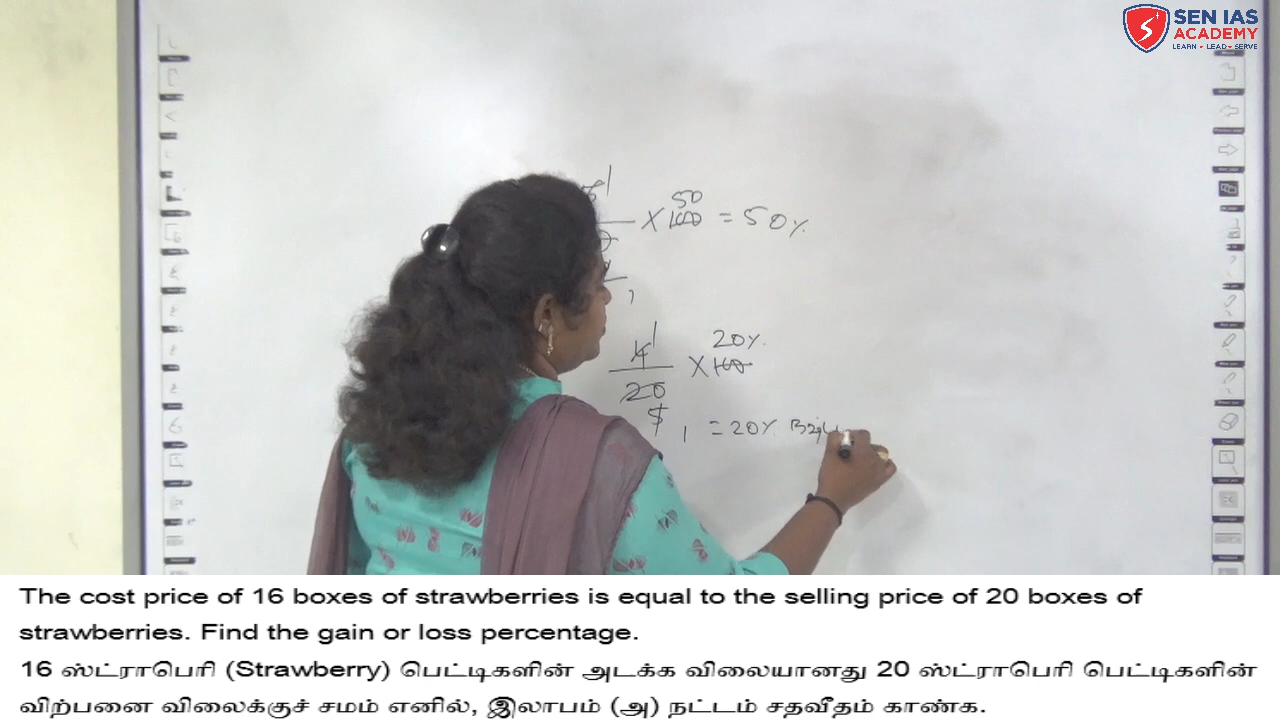 SEN IAS
ACADEMY
LEARN • LEAD • SERVE
50
X 100 = 50%
1
4 1 20%
X 100
20
5 1 = 20%
The cost price of 16 boxes of strawberries is equal to the selling price of 20 boxes of
strawberries. Find the gain or loss percentage.
16 ஸ்ட்ராபெரி (Strawberry) பெட்டிகளின் அடக்க விலையானது 20 ஸ்ட்ராபெரி பெட்டிகளின்
விற்பனை விலைக்குச் சமம் எனில், இலாபம் (அ) நட்டம் சதவீதம் காண்க.